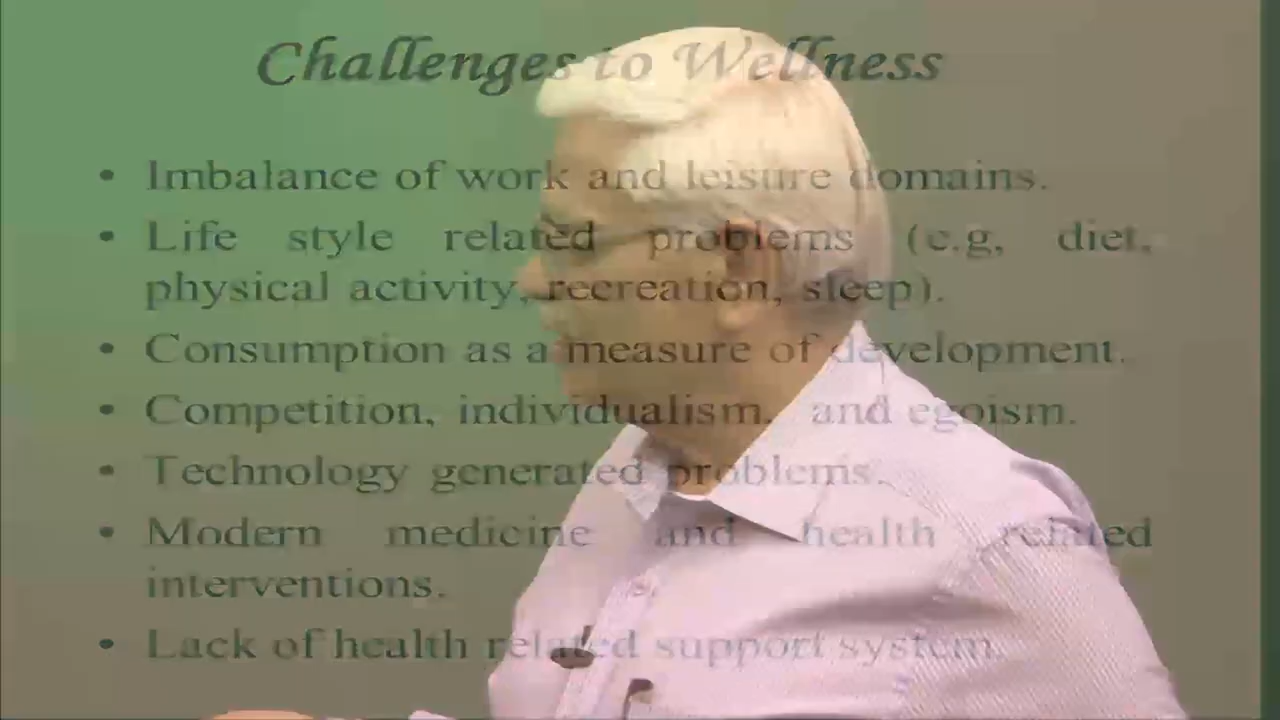 Challenges to Wellness
• Imbalance of work and leisure domains.
• Life style related problems (e.g, diet,
physical activity, recreation, sleep).
• Consumption as a measure of development.
• Competition, individualism, and egoism.
• Technology generated problems.
• Modern medicine and health related
interventions.
• Lack of health related support system.